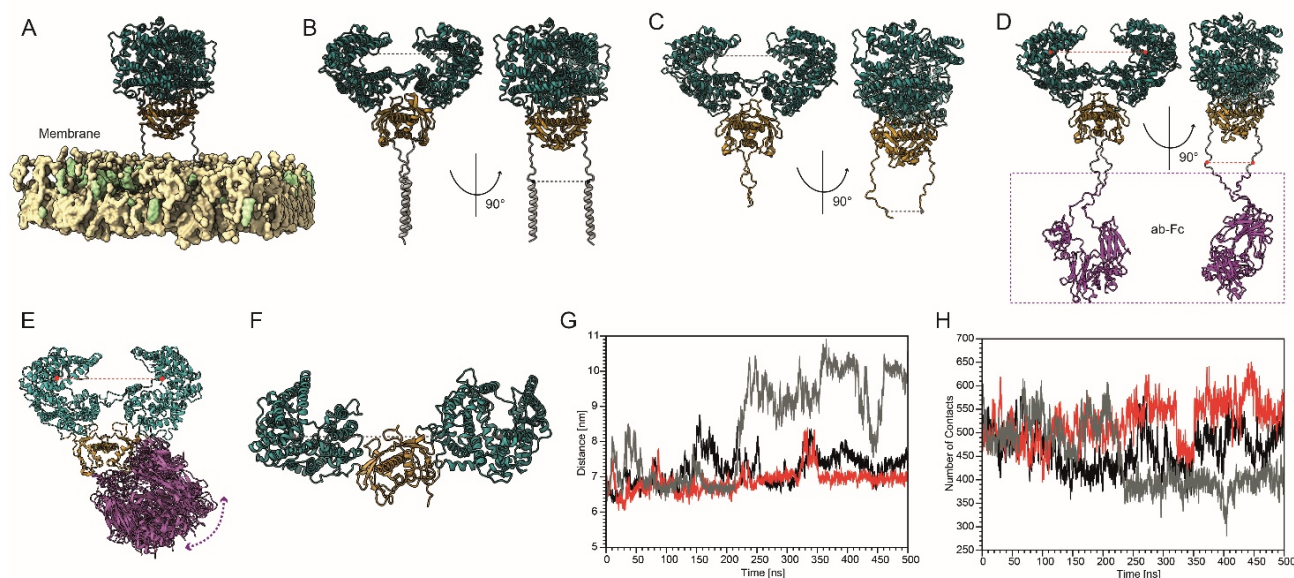 A
B
C
D
Membrane
90°
90°
90°
ab-Fc
E
F
G
H
11
10
9
8
7
6
5
Distance [nm]
0 50 100 150 200 250 300 350 400 450 500
Time [ns]
700
650
600
550
500
450
400
350
300
250
Number of Contacts
0 50 100 150 200 250 300 350 400 450 500
Time [ns]